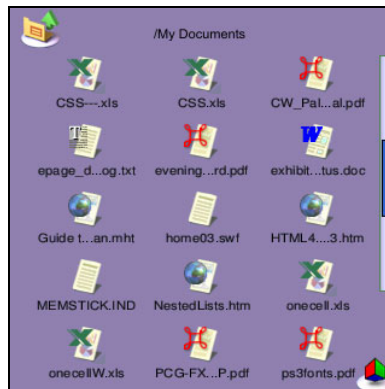 /My Documents
CSS---.xls CSS.xls CW_Pal...al.pdf
epage_d...og.txt evening...rd.pdf exhibit...tus.doc
Guide t...an.mht home03.swf HTML4....3.htm
MEMSTICK.IND NestedLists.htm onecell.xls
onecellW.xls PCG-FX...P.pdf ps3fonts.pdf